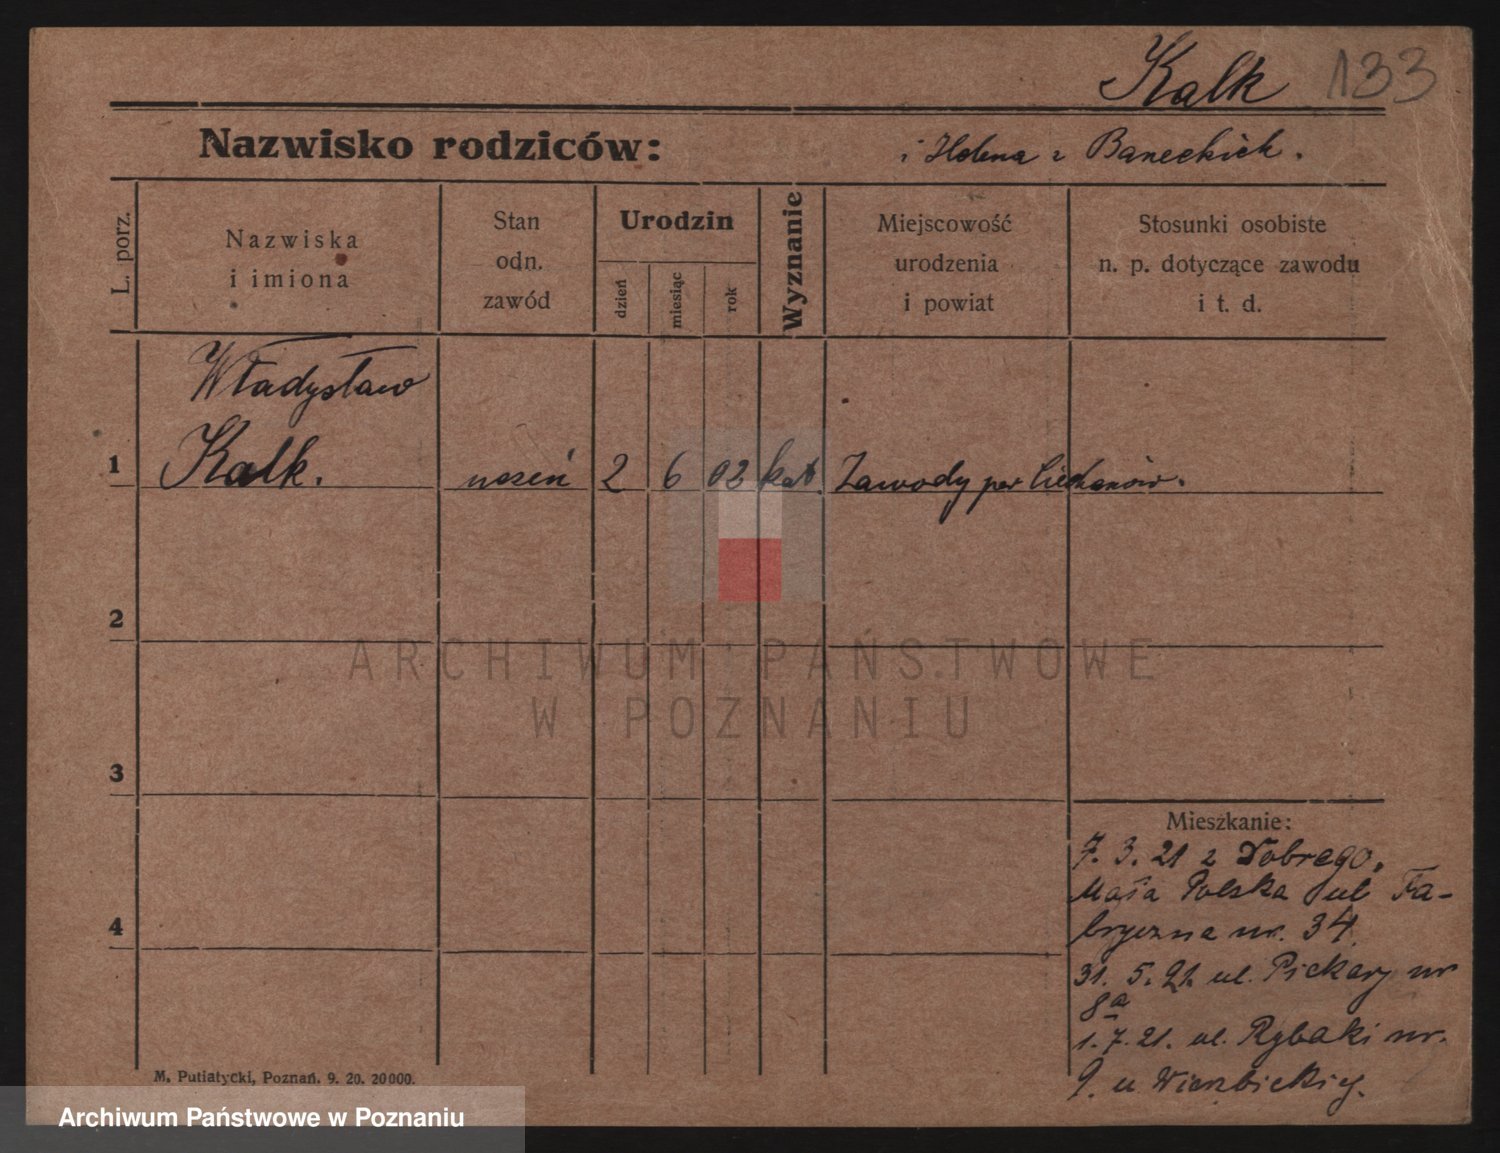 Kalk 133
Nazwisko rodziców: i Helena z Baneckich.
L. porz.
Nazwiska
i imiona
Stan
odn.
zawód
Urodzin
dzień
miesiąc
rok
Wyznanie
Miejscowość
urodzenia
i powiat
Stosunki osobiste
n. p. dotyczące zawodu
i t. d.
Władysław
1 Kalk. uczeń 2 6 02 kat. Zawody pow Ciechanów.
2
ARCHIWUM PAŃSTWOWE
W POZNANIU
3
4
Mieszkanie:
7. 3. 21 z Dobrego,
Mała Polska ul Fa-
bryczna nr. 34.
31. 5. 21. ul. Piekary nr
8a
1. 7. 21. ul. Rybaki nr.
9. u Wierzbickiej.
M. Putiatycki, Poznań. 9. 20. 20000.
Archiwum Państwowe w Poznaniu